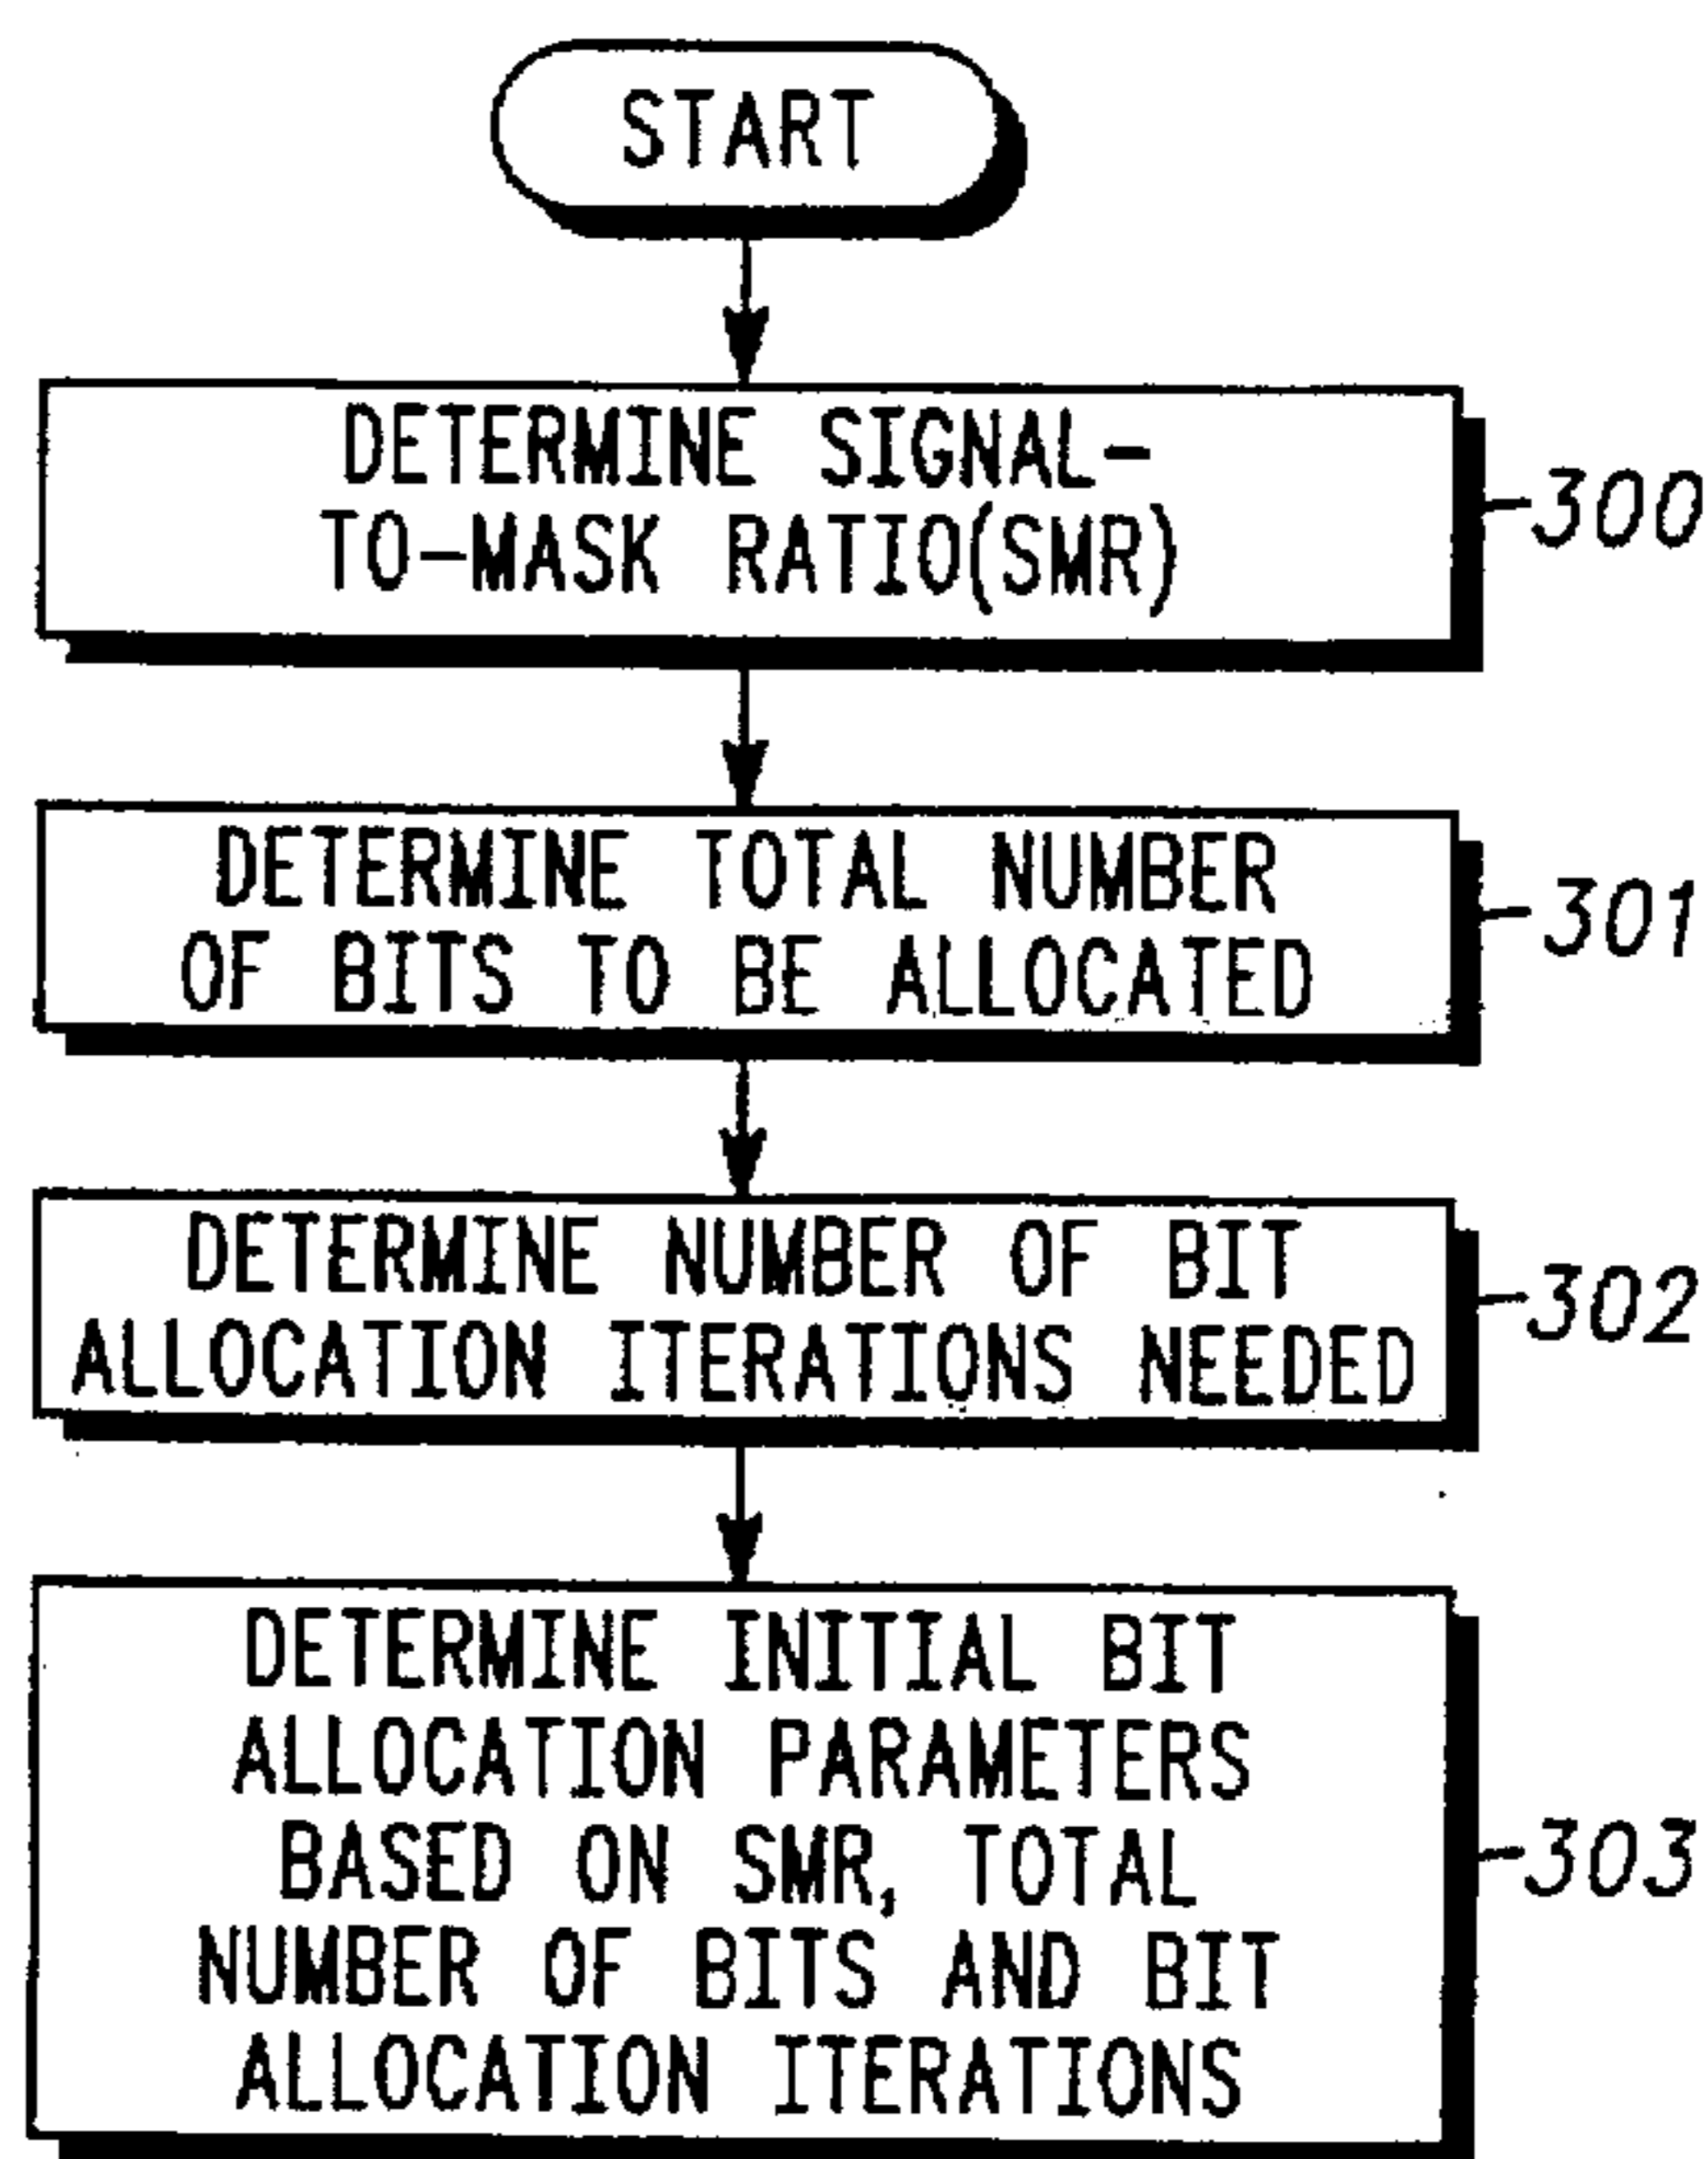 START
DETERMINE SIGNAL-
TO-MASK RATIO(SMR)
300
DETERMINE TOTAL NUMBER
OF BITS TO BE ALLOCATED
301
DETERMINE NUMBER OF BIT
ALLOCATION ITERATIONS NEEDED
302
DETERMINE INITIAL BIT
ALLOCATION PARAMETERS
BASED ON SMR, TOTAL
NUMBER OF BITS AND BIT
ALLOCATION ITERATIONS
303